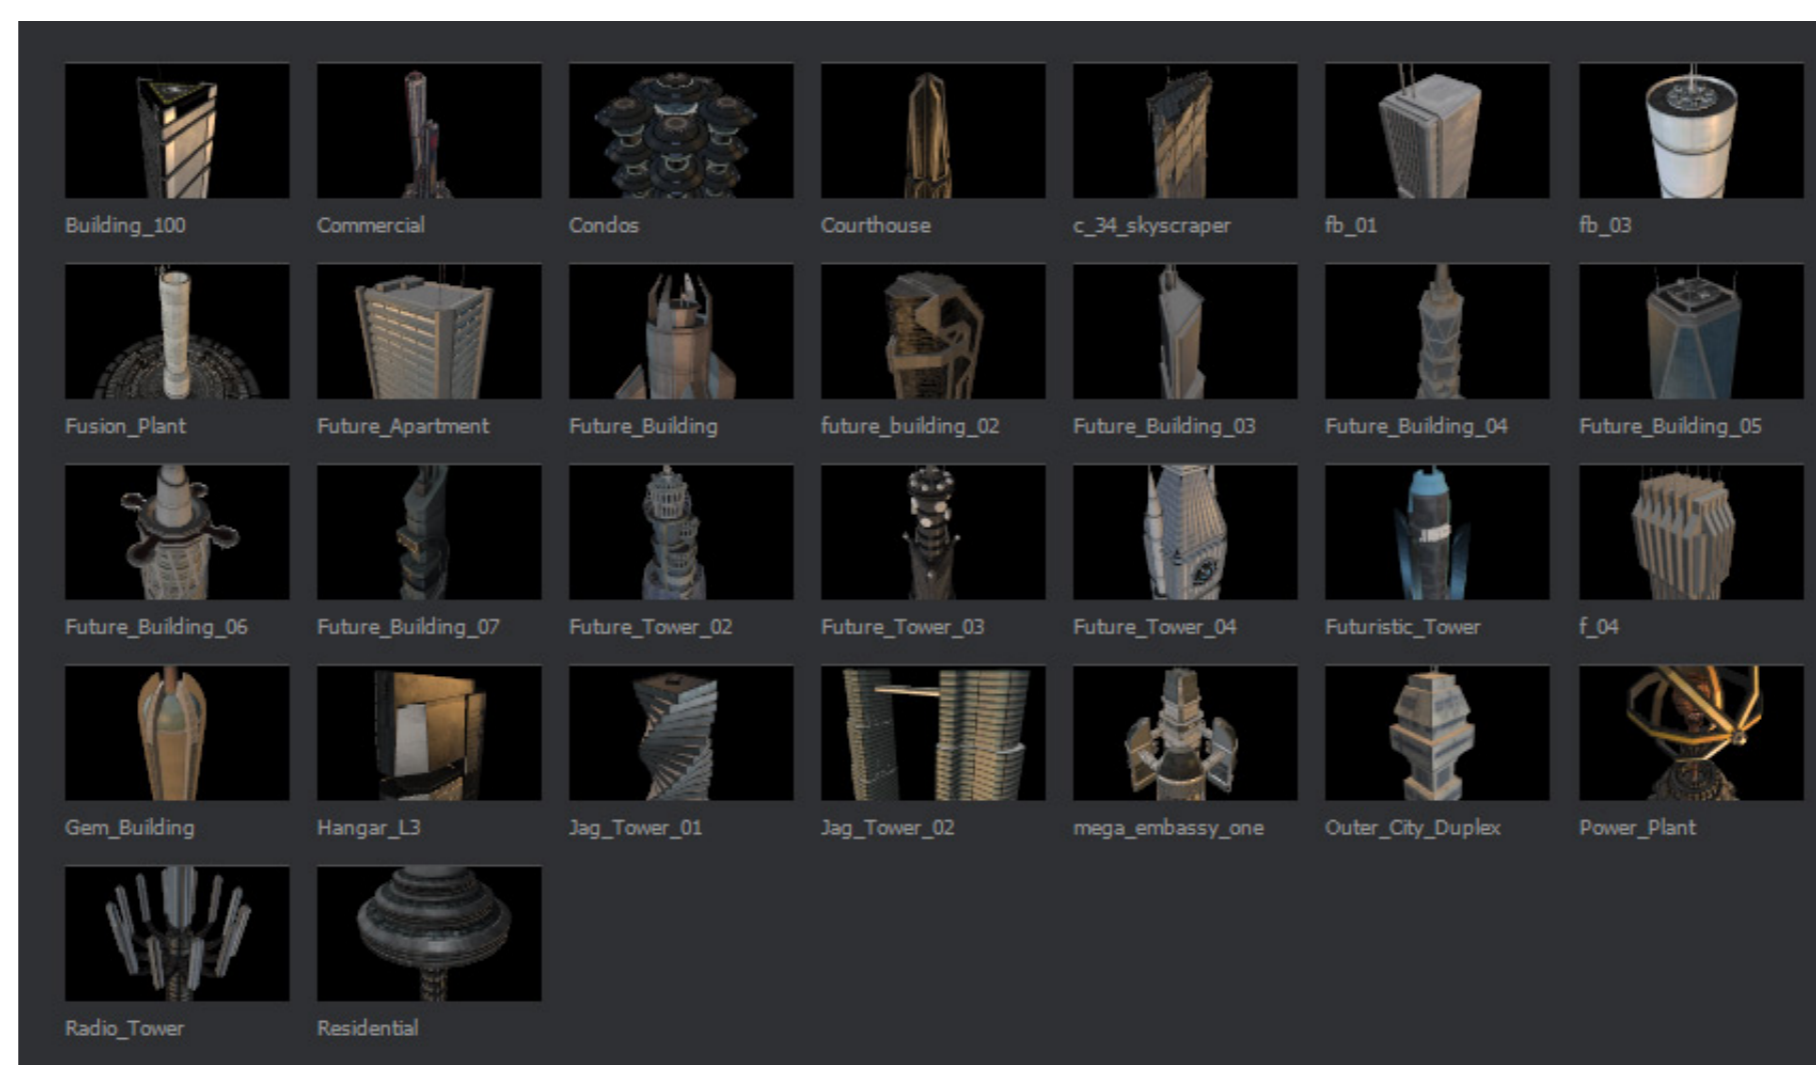 Building_100 Commercial Condos Courthouse c_34_skyscraper fb_01 fb_03
Fusion_Plant Future_Apartment Future_Building future_building_02 Future_Building_03 Future_Building_04 Future_Building_05
Future_Building_06 Future_Building_07 Future_Tower_02 Future_Tower_03 Future_Tower_04 Futuristic_Tower f_04
Gem_Building Hangar_L3 Jag_Tower_01 Jag_Tower_02 mega_embassy_one Outer_City_Duplex Power_Plant
Radio_Tower Residential